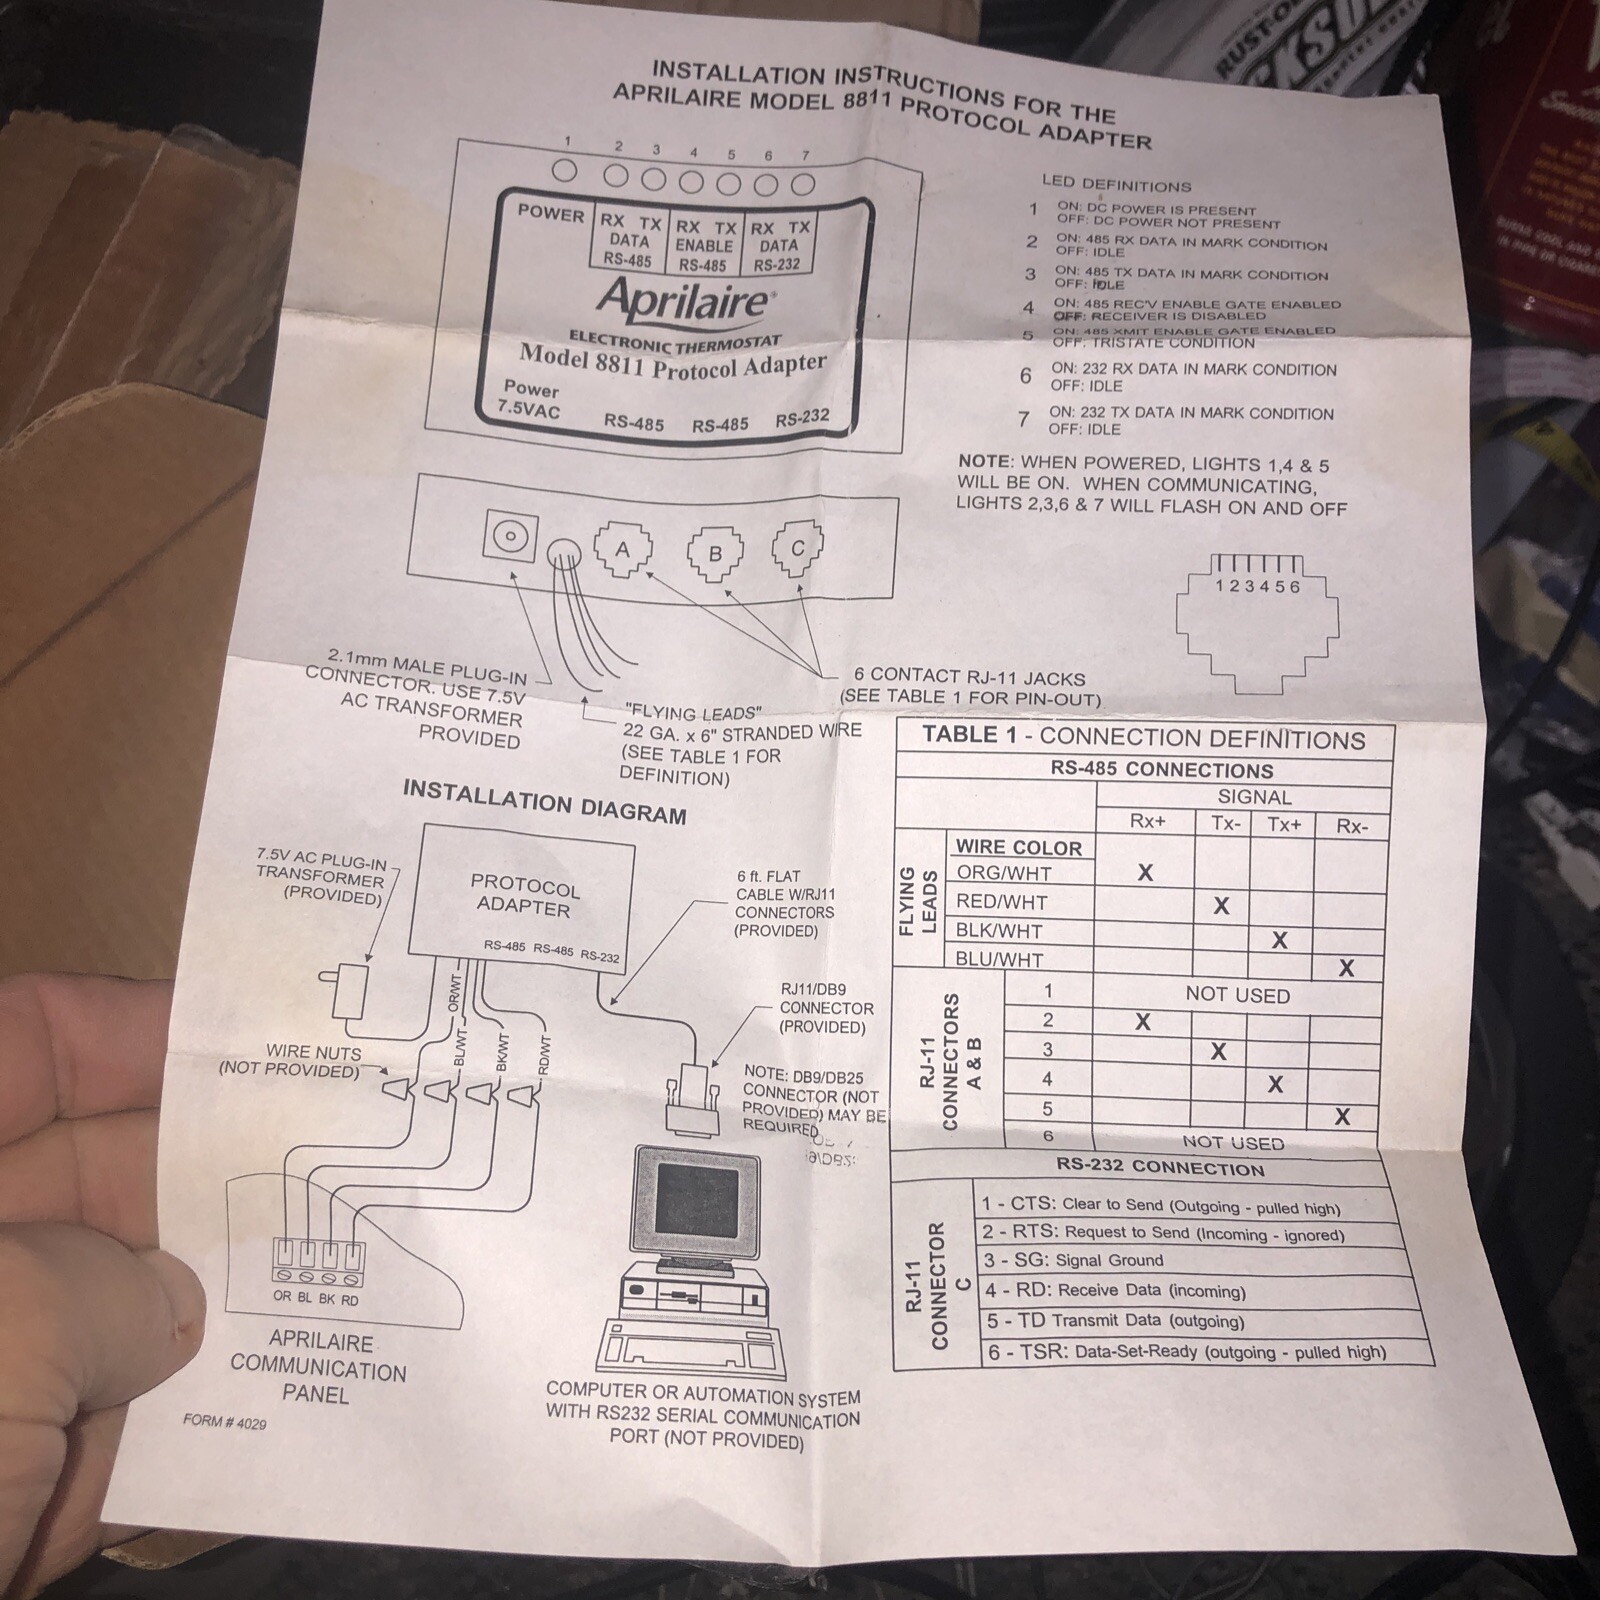 INSTALLATION INSTRUCTIONS FOR THE
APRILAIRE MODEL 8811 PROTOCOL ADAPTER
1 2 3 4 5 6 7
POWER
RX TX
DATA
RS-485
RX TX
ENABLE
RS-485
RX TX
DATA
RS-232
Aprilaire®
ELECTRONIC THERMOSTAT
Model 8811 Protocol Adapter
Power
7.5VAC
RS-485 RS-485 RS-232
LED DEFINITIONS
1 ON: DC POWER IS PRESENT
OFF: DC POWER NOT PRESENT
2 ON: 485 RX DATA IN MARK CONDITION
OFF: IDLE
3 ON: 485 TX DATA IN MARK CONDITION
OFF: IDLE
4 ON: 485 REC'V ENABLE GATE ENABLED
OFF: RECEIVER IS DISABLED
5 ON: 485 XMIT ENABLE GATE ENABLED
OFF: TRISTATE CONDITION
6 ON: 232 RX DATA IN MARK CONDITION
OFF: IDLE
7 ON: 232 TX DATA IN MARK CONDITION
OFF: IDLE
NOTE: WHEN POWERED, LIGHTS 1,4 & 5
WILL BE ON. WHEN COMMUNICATING,
LIGHTS 2,3,6 & 7 WILL FLASH ON AND OFF
A B C
1 2 3 4 5 6
2.1mm MALE PLUG-IN
CONNECTOR. USE 7.5V
AC TRANSFORMER
PROVIDED
"FLYING LEADS"
22 GA. x 6" STRANDED WIRE
(SEE TABLE 1 FOR
DEFINITION)
6 CONTACT RJ-11 JACKS
(SEE TABLE 1 FOR PIN-OUT)
INSTALLATION DIAGRAM
7.5V AC PLUG-IN
TRANSFORMER
(PROVIDED)
PROTOCOL
ADAPTER
RS-485 RS-485 RS-232
6 ft. FLAT
CABLE W/RJ11
CONNECTORS
(PROVIDED)
RJ11/DB9
CONNECTOR
(PROVIDED)
OR/WT
BL/WT
BK/WT
RD/WT
WIRE NUTS
(NOT PROVIDED)
NOTE: DB9/DB25
CONNECTOR (NOT
PROVIDED) MAY BE
REQUIRED
OR BL BK RD
APRILAIRE
COMMUNICATION
PANEL
COMPUTER OR AUTOMATION SYSTEM
WITH RS232 SERIAL COMMUNICATION
PORT (NOT PROVIDED)
FORM # 4029
TABLE 1 - CONNECTION DEFINITIONS
RS-485 CONNECTIONS
SIGNAL
Rx+ Tx- Tx+ Rx-
FLYING
LEADS
WIRE COLOR
ORG/WHT X
RED/WHT X
BLK/WHT X
BLU/WHT X
RJ-11
CONNECTORS
A & B
1 NOT USED
2 X
3 X
4 X
5 X
6 NOT USED
RS-232 CONNECTION
RJ-11
CONNECTOR
C
1 - CTS: Clear to Send (Outgoing - pulled high)
2 - RTS: Request to Send (Incoming - ignored)
3 - SG: Signal Ground
4 - RD: Receive Data (incoming)
5 - TD Transmit Data (outgoing)
6 - TSR: Data-Set-Ready (outgoing - pulled high)